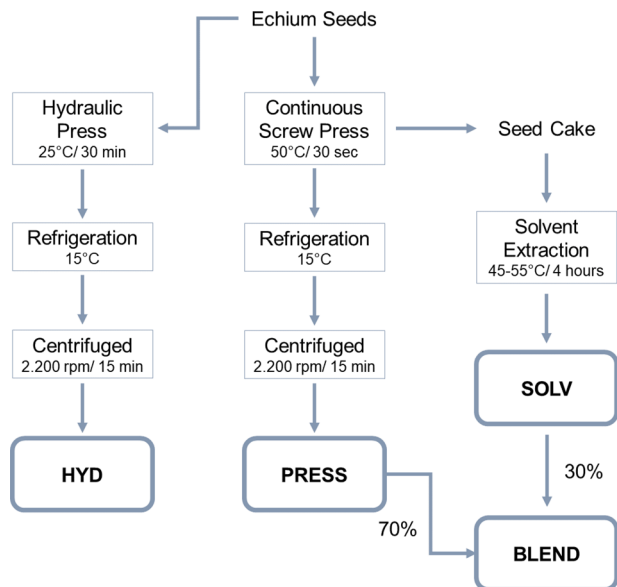 Echium Seeds
Hydraulic
Press
25°C/ 30 min
Continuous
Screw Press
50°C/ 30 sec
Seed Cake
Refrigeration
15°C
Refrigeration
15°C
Solvent
Extraction
45-55°C/ 4 hours
Centrifuged
2.200 rpm/ 15 min
Centrifuged
2.200 rpm/ 15 min
SOLV
HYD
PRESS
30%
70%
BLEND